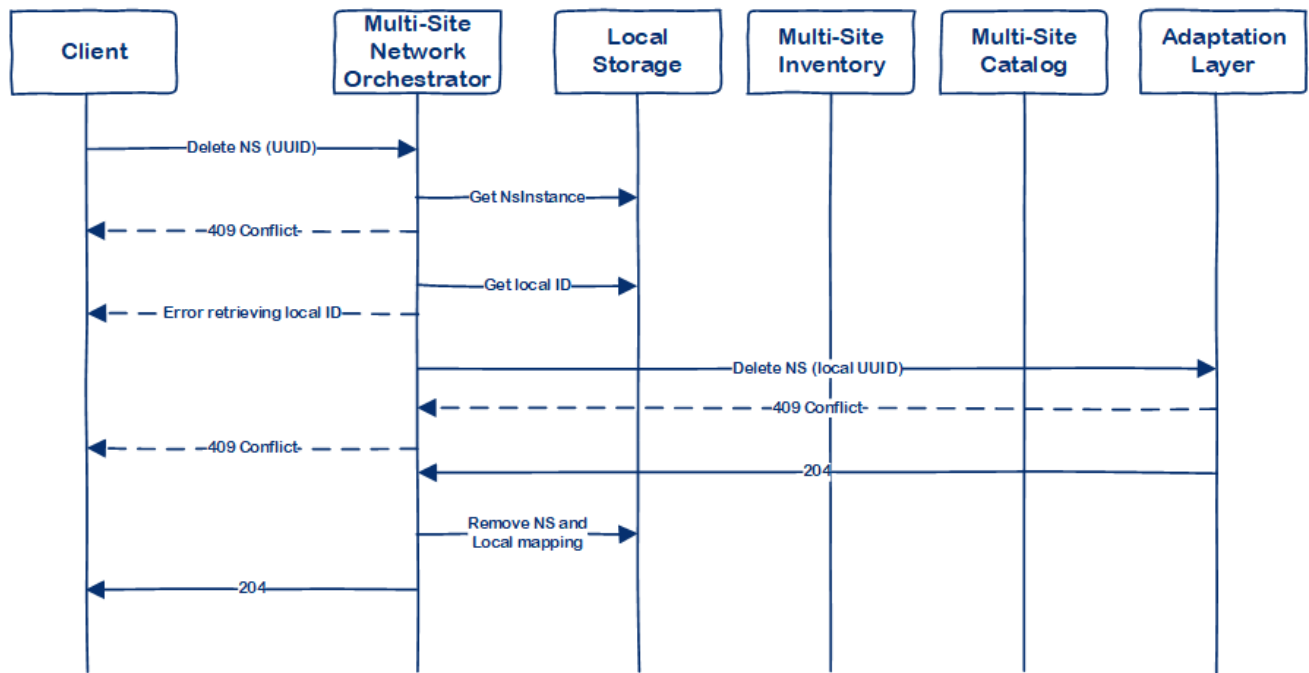 Client
Multi-Site
Network
Orchestrator
Local
Storage
Multi-Site
Inventory
Multi-Site
Catalog
Adaptation
Layer
Delete NS (UUID)
Get NsInstance
409 Conflict
Get local ID
Error retrieving local ID
Delete NS (local UUID)
409 Conflict
409 Conflict
204
Remove NS and
Local mapping
204